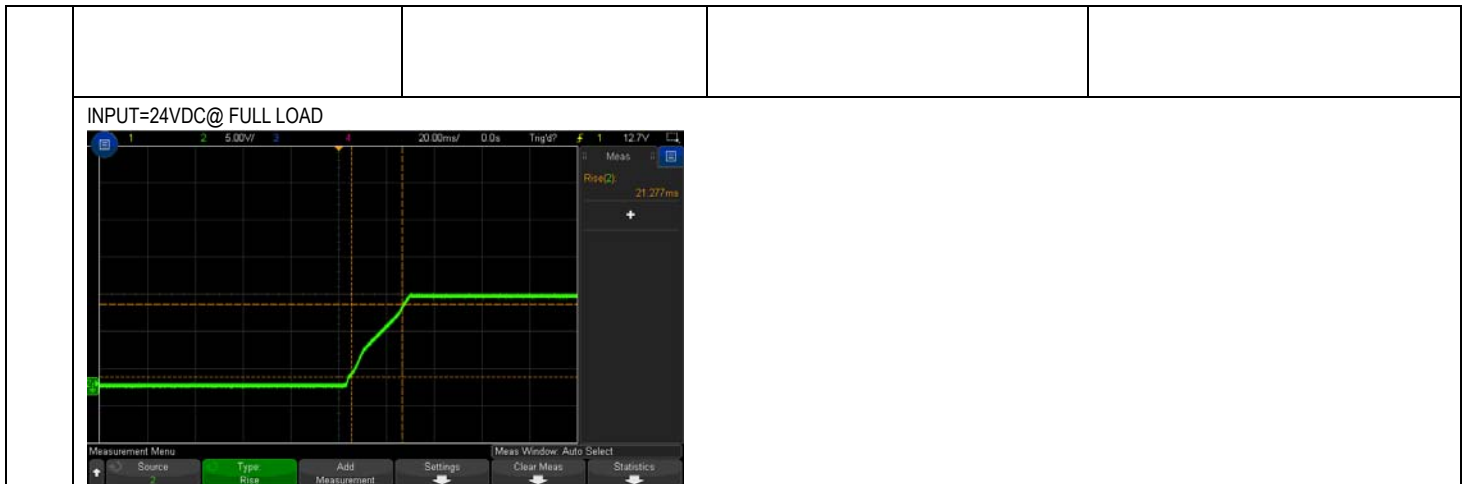 INPUT=24VDC@ FULL LOAD
1 2 5.00V/ 3 4 20.00ms/ 0.0s Trig'd? 1 12.7V
Meas
Rise(2):
21.277ms
+
Measurement Menu Meas Window: Auto Select
Source Type: Add Settings Clear Meas Statistics
2 Rise Measurement